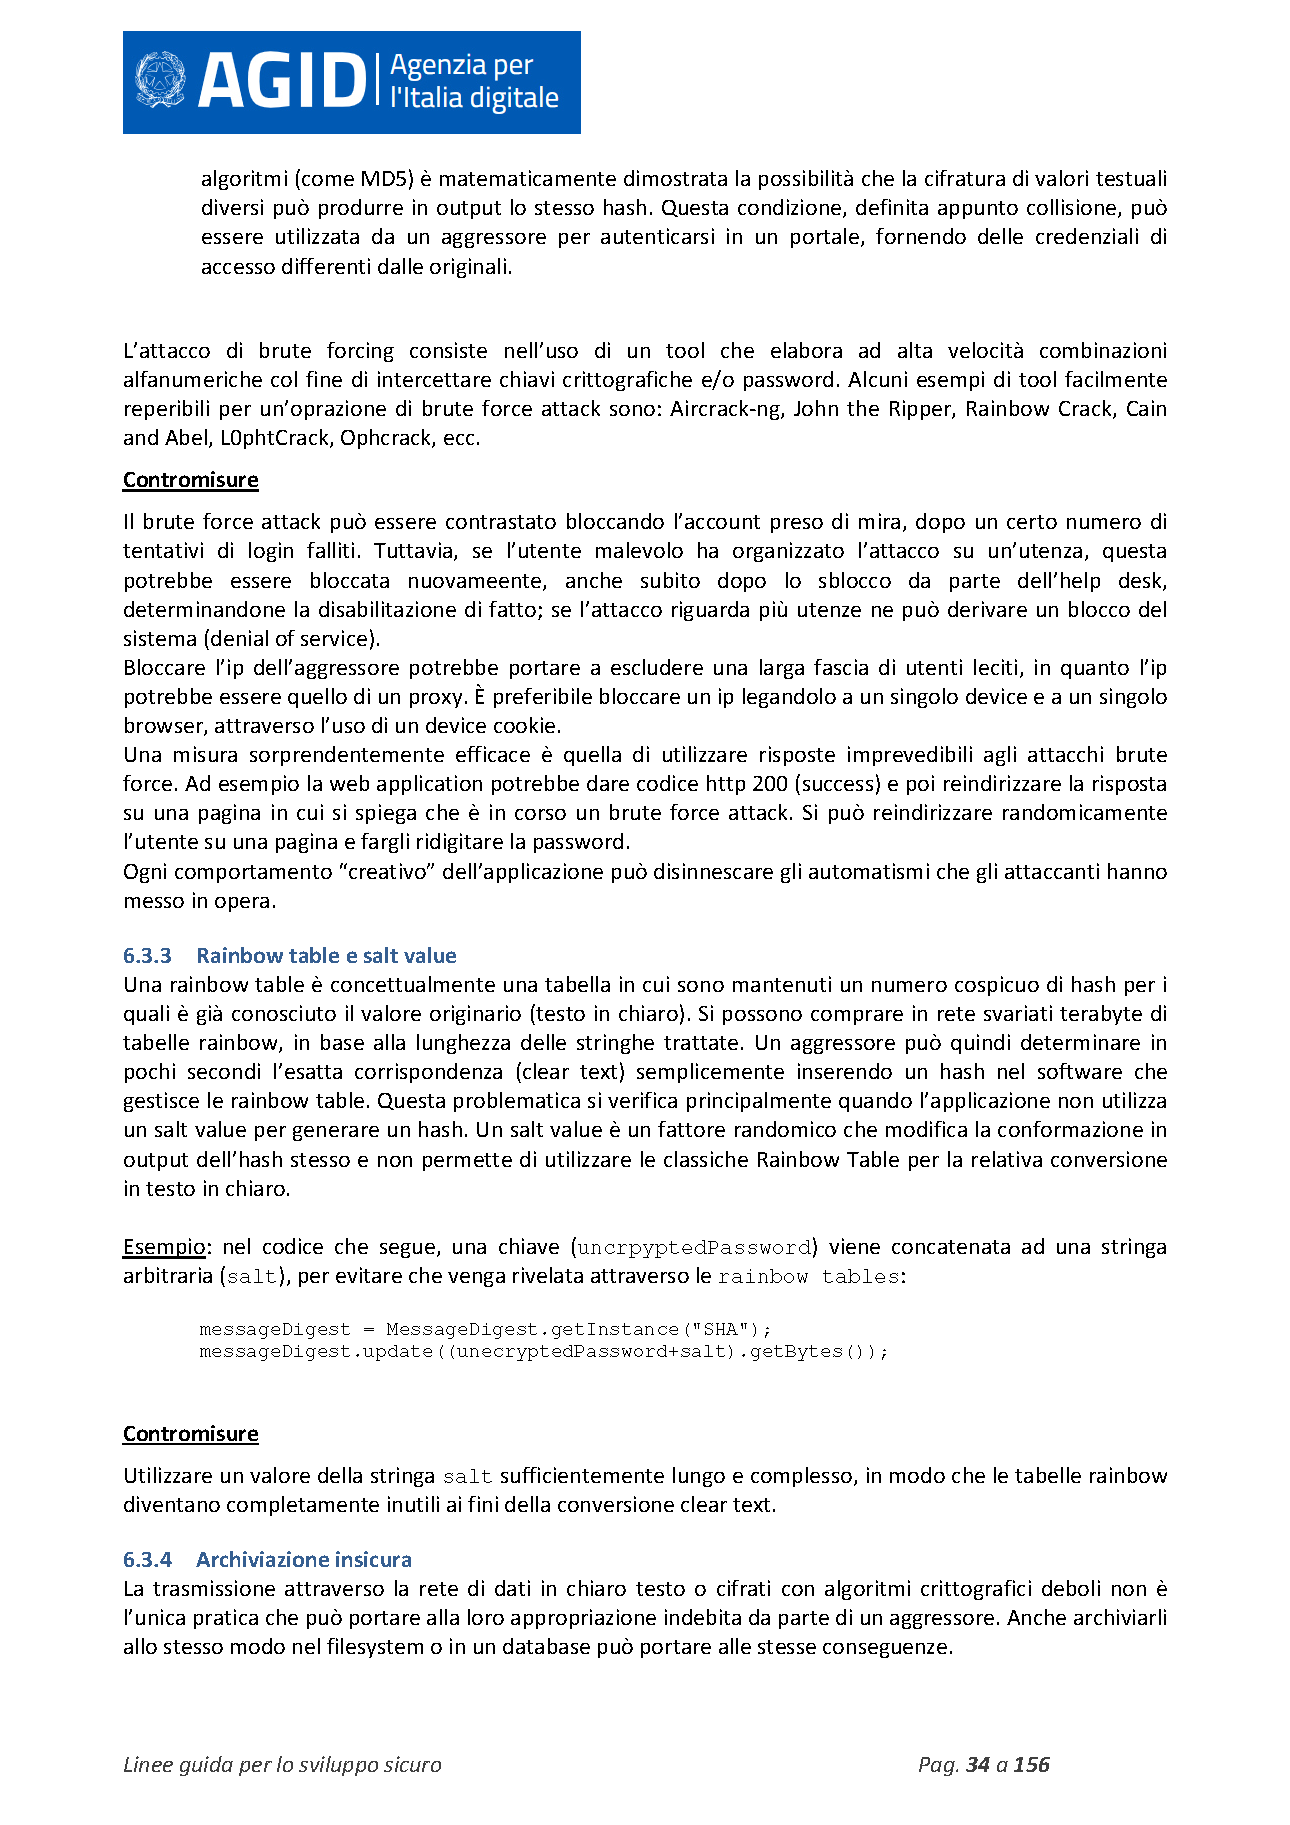 AGID Agenzia per
l'Italia digitale
algoritmi (come MD5) è matematicamente dimostrata la possibilità che la cifratura di valori testuali
diversi può produrre in output lo stesso hash. Questa condizione, definita appunto collisione, può
essere utilizzata da un aggressore per autenticarsi in un portale, fornendo delle credenziali di
accesso differenti dalle originali.
L’attacco di brute forcing consiste nell’uso di un tool che elabora ad alta velocità combinazioni
alfanumeriche col fine di intercettare chiavi crittografiche e/o password. Alcuni esempi di tool facilmente
reperibili per un’oprazione di brute force attack sono: Aircrack-ng, John the Ripper, Rainbow Crack, Cain
and Abel, L0phtCrack, Ophcrack, ecc.
Contromisure
Il brute force attack può essere contrastato bloccando l’account preso di mira, dopo un certo numero di
tentativi di login falliti. Tuttavia, se l’utente malevolo ha organizzato l’attacco su un’utenza, questa
potrebbe essere bloccata nuovameente, anche subito dopo lo sblocco da parte dell’help desk,
determinandone la disabilitazione di fatto; se l’attacco riguarda più utenze ne può derivare un blocco del
sistema (denial of service).
Bloccare l’ip dell’aggressore potrebbe portare a escludere una larga fascia di utenti leciti, in quanto l’ip
potrebbe essere quello di un proxy. È preferibile bloccare un ip legandolo a un singolo device e a un singolo
browser, attraverso l’uso di un device cookie.
Una misura sorprendentemente efficace è quella di utilizzare risposte imprevedibili agli attacchi brute
force. Ad esempio la web application potrebbe dare codice http 200 (success) e poi reindirizzare la risposta
su una pagina in cui si spiega che è in corso un brute force attack. Si può reindirizzare randomicamente
l’utente su una pagina e fargli ridigitare la password.
Ogni comportamento “creativo” dell’applicazione può disinnescare gli automatismi che gli attaccanti hanno
messo in opera.
6.3.3 Rainbow table e salt value
Una rainbow table è concettualmente una tabella in cui sono mantenuti un numero cospicuo di hash per i
quali è già conosciuto il valore originario (testo in chiaro). Si possono comprare in rete svariati terabyte di
tabelle rainbow, in base alla lunghezza delle stringhe trattate. Un aggressore può quindi determinare in
pochi secondi l’esatta corrispondenza (clear text) semplicemente inserendo un hash nel software che
gestisce le rainbow table. Questa problematica si verifica principalmente quando l’applicazione non utilizza
un salt value per generare un hash. Un salt value è un fattore randomico che modifica la conformazione in
output dell’hash stesso e non permette di utilizzare le classiche Rainbow Table per la relativa conversione
in testo in chiaro.
Esempio: nel codice che segue, una chiave (uncrpyptedPassword) viene concatenata ad una stringa
arbitraria (salt), per evitare che venga rivelata attraverso le rainbow tables:
messageDigest = MessageDigest.getInstance("SHA");
messageDigest.update((unecryptedPassword+salt).getBytes());
Contromisure
Utilizzare un valore della stringa salt sufficientemente lungo e complesso, in modo che le tabelle rainbow
diventano completamente inutili ai fini della conversione clear text.
6.3.4 Archiviazione insicura
La trasmissione attraverso la rete di dati in chiaro testo o cifrati con algoritmi crittografici deboli non è
l’unica pratica che può portare alla loro appropriazione indebita da parte di un aggressore. Anche archiviarli
allo stesso modo nel filesystem o in un database può portare alle stesse conseguenze.
Linee guida per lo sviluppo sicuro Pag. 34 a 156